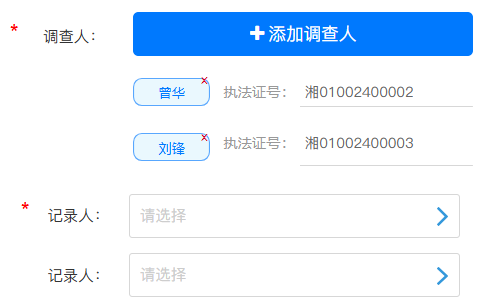 * 调查人： ✚添加调查人
曾华 x 执法证号： 湘01002400002
刘锋 x 执法证号： 湘01002400003
* 记录人： 请选择
记录人： 请选择